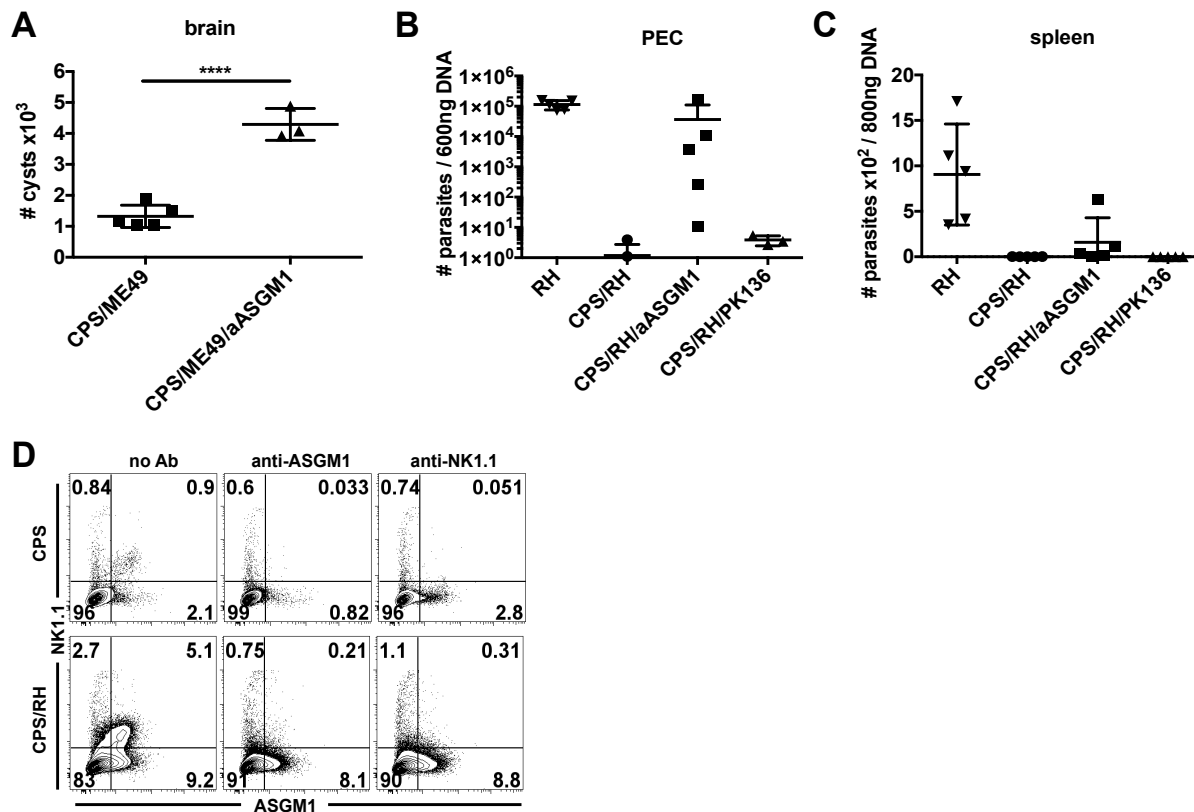 A
brain
# cysts x10³
6
5
4
3
2
1
0
****
CPS/ME49
CPS/ME49/aASGM1
B
PEC
# parasites / 600ng DNA
1×10⁶
1×10⁵
1×10⁴
1×10³
1×10²
1×10¹
1×10⁰
RH
CPS/RH
CPS/RH/aASGM1
CPS/RH/PK136
C
spleen
# parasites x10² / 800ng DNA
20
15
10
5
0
RH
CPS/RH
CPS/RH/aASGM1
CPS/RH/PK136
D
no Ab anti-ASGM1 anti-NK1.1
CPS
0.84 0.9 0.6 0.033 0.74 0.051
96 2.1 99 0.82 96 2.8
NK1.1
CPS/RH
2.7 5.1 0.75 0.21 1.1 0.31
83 9.2 91 8.1 90 8.8
ASGM1